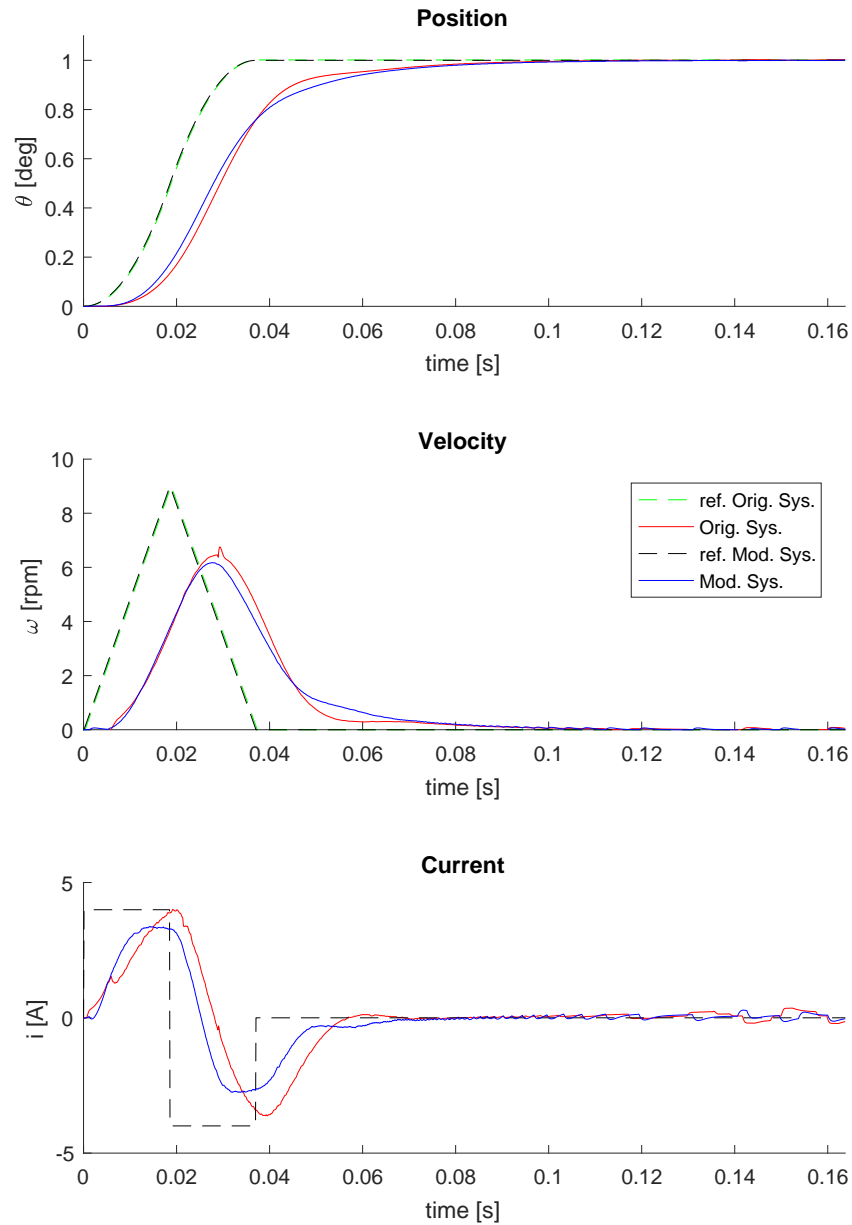 Position
1
0.8
0.6
0.4
0.2
0
θ [deg]
0 0.02 0.04 0.06 0.08 0.1 0.12 0.14 0.16
time [s]
Velocity
10
8
6
4
2
0
ω [rpm]
ref. Orig. Sys.
Orig. Sys.
ref. Mod. Sys.
Mod. Sys.
0 0.02 0.04 0.06 0.08 0.1 0.12 0.14 0.16
time [s]
Current
5
0
-5
i [A]
0 0.02 0.04 0.06 0.08 0.1 0.12 0.14 0.16
time [s]